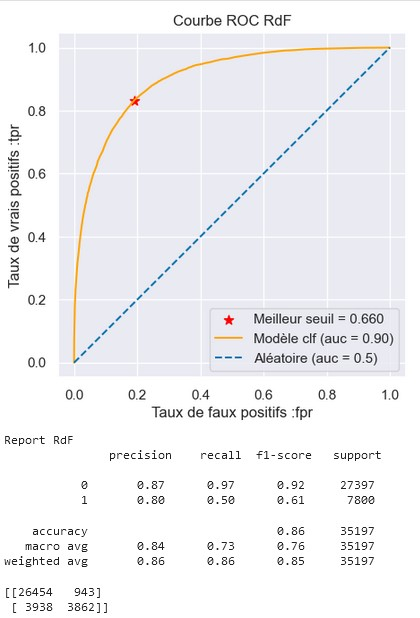 Courbe ROC RdF
Taux de vrais positifs :tpr
1.0
0.8
0.6
0.4
0.2
0.0
Meilleur seuil = 0.660
Modèle clf (auc = 0.90)
Aléatoire (auc = 0.5)
0.0 0.2 0.4 0.6 0.8 1.0
Taux de faux positifs :fpr
Report RdF
precision recall f1-score support
0 0.87 0.97 0.92 27397
1 0.80 0.50 0.61 7800
accuracy 0.86 35197
macro avg 0.84 0.73 0.76 35197
weighted avg 0.86 0.86 0.85 35197
[[26454 943]
[ 3938 3862]]